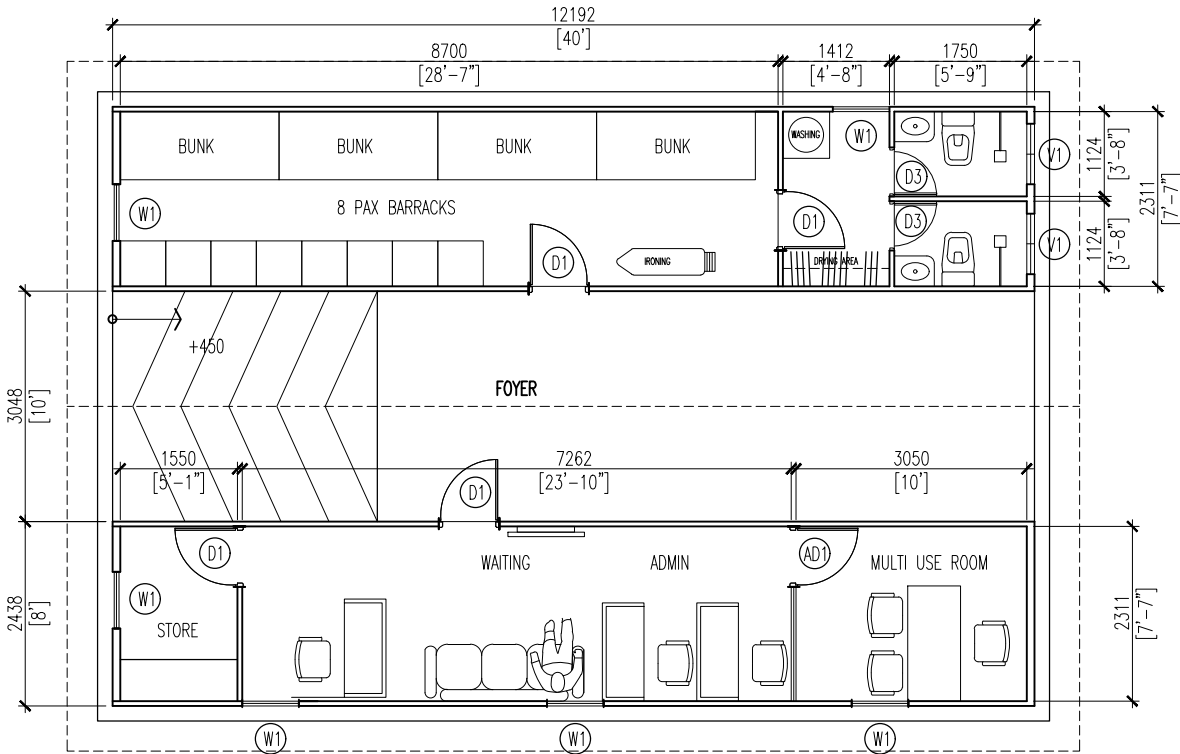 12192
[40']
8700
[28'-7"]
1412
[4'-8"]
1750
[5'-9"]
BUNK
BUNK
BUNK
BUNK
WASHING
W1
D3
V1
1124
[3'-8"]
2311
[7'-7"]
W1
8 PAX BARRACKS
D1
D3
V1
1124
[3'-8"]
D1
IRONING
DRYING AREA
+450
FOYER
3048
[10']
1550
[5'-1"]
7262
[23'-10"]
3050
[10']
D1
D1
WAITING
ADMIN
AD1
MULTI USE ROOM
W1
STORE
2438
[8']
2311
[7'-7"]
W1
W1
W1